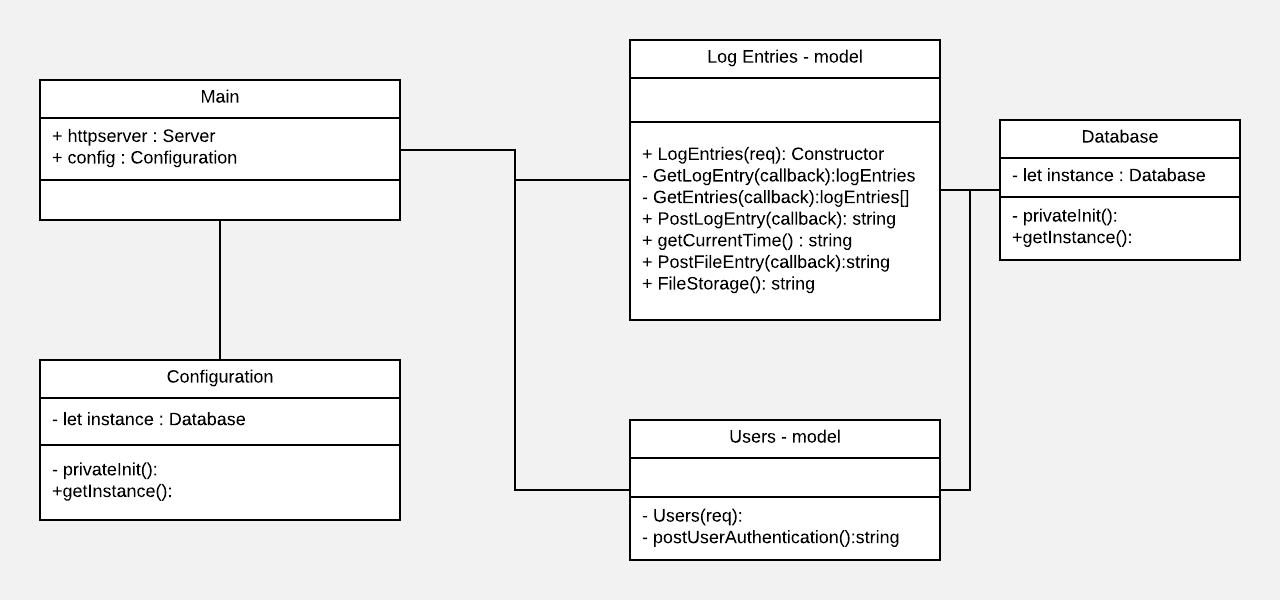 Main
+ httpserver : Server
+ config : Configuration
Configuration
- let instance : Database
- privateInit():
+getInstance():
Log Entries - model
+ LogEntries(req): Constructor
- GetLogEntry(callback):logEntries
- GetEntries(callback):logEntries[]
+ PostLogEntry(callback): string
+ getCurrentTime() : string
+ PostFileEntry(callback):string
+ FileStorage(): string
Users - model
- Users(req):
- postUserAuthentication():string
Database
- let instance : Database
- privateInit():
+getInstance():